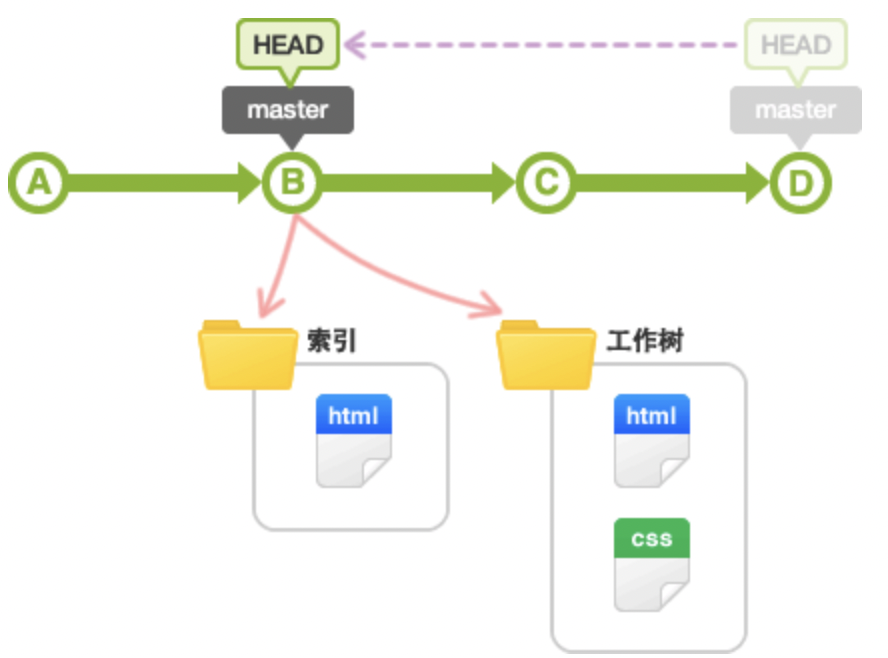 HEAD
HEAD
master
master
A
B
C
D
索引
工作树
html
html
css